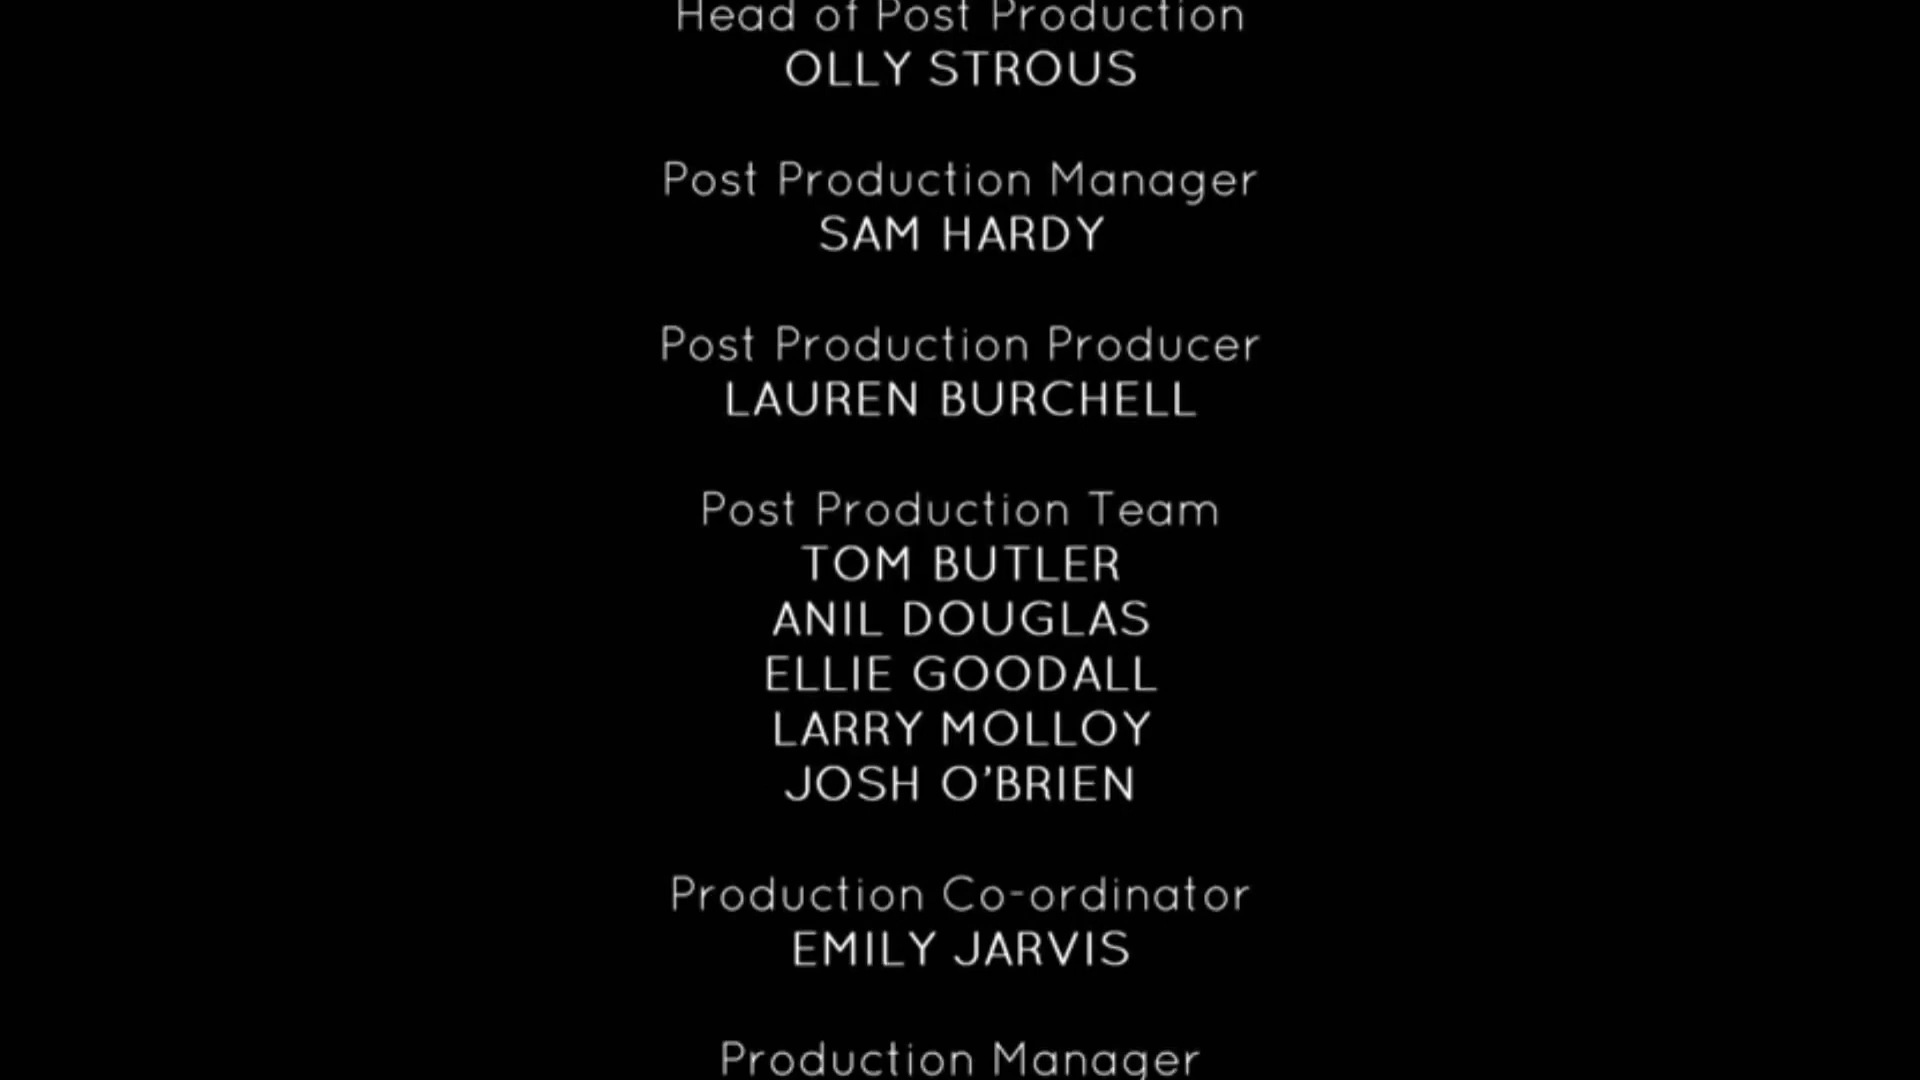 Head of Post Production
OLLY STROUS
Post Production Manager
SAM HARDY
Post Production Producer
LAUREN BURCHELL
Post Production Team
TOM BUTLER
ANIL DOUGLAS
ELLIE GOODALL
LARRY MOLLOY
JOSH O’BRIEN
Production Co-ordinator
EMILY JARVIS
Production Manager